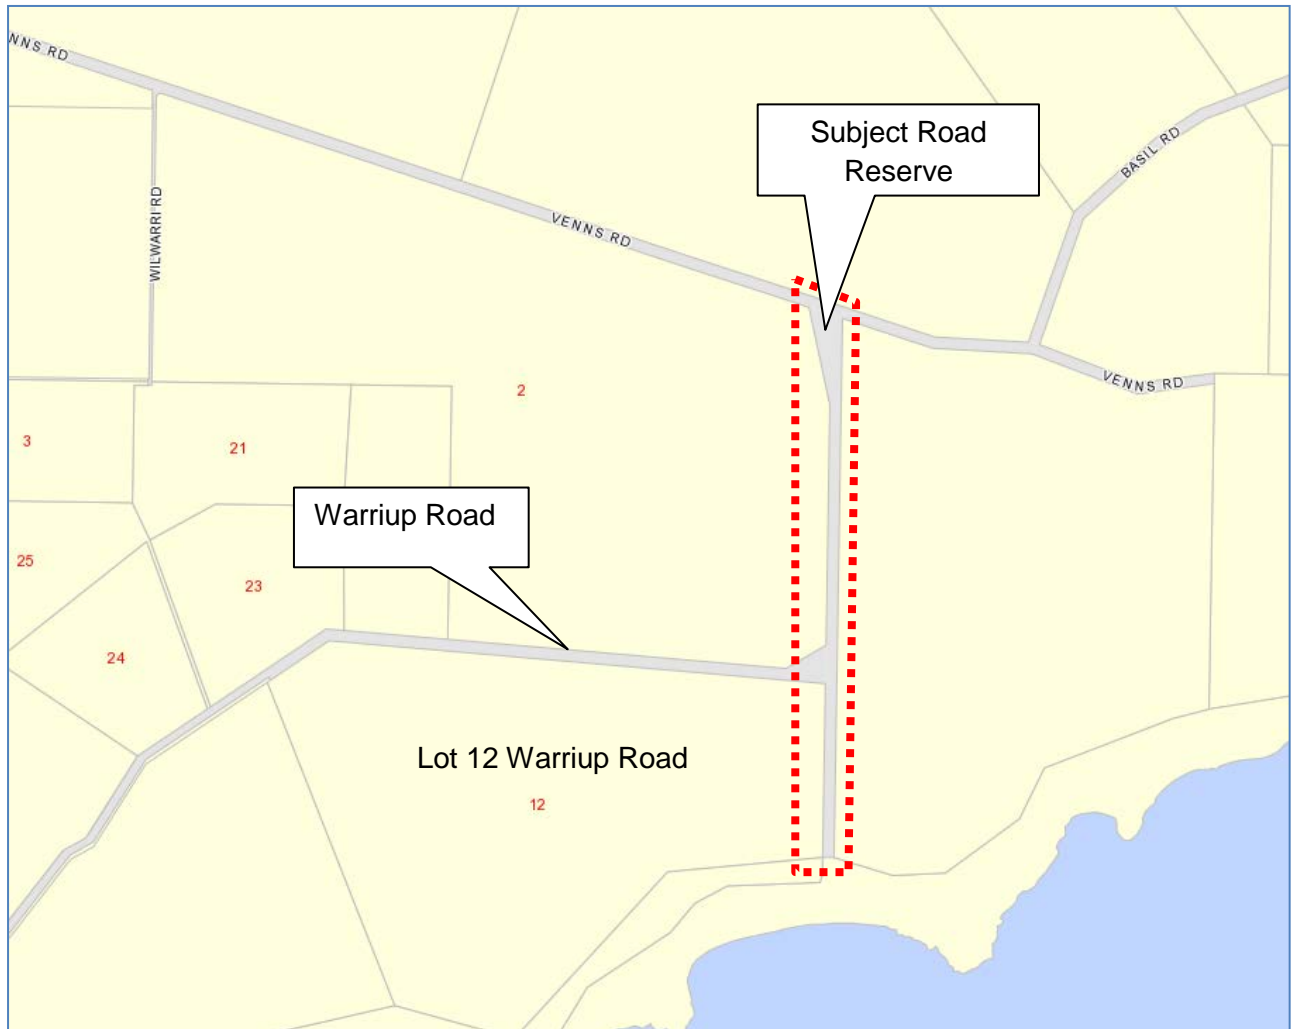 NNS RD
Subject Road
Reserve
BASIL RD
WILWARRI RD
VENNS RD
VENNS RD
2
3
21
Warriup Road
25
23
24
Lot 12 Warriup Road
12